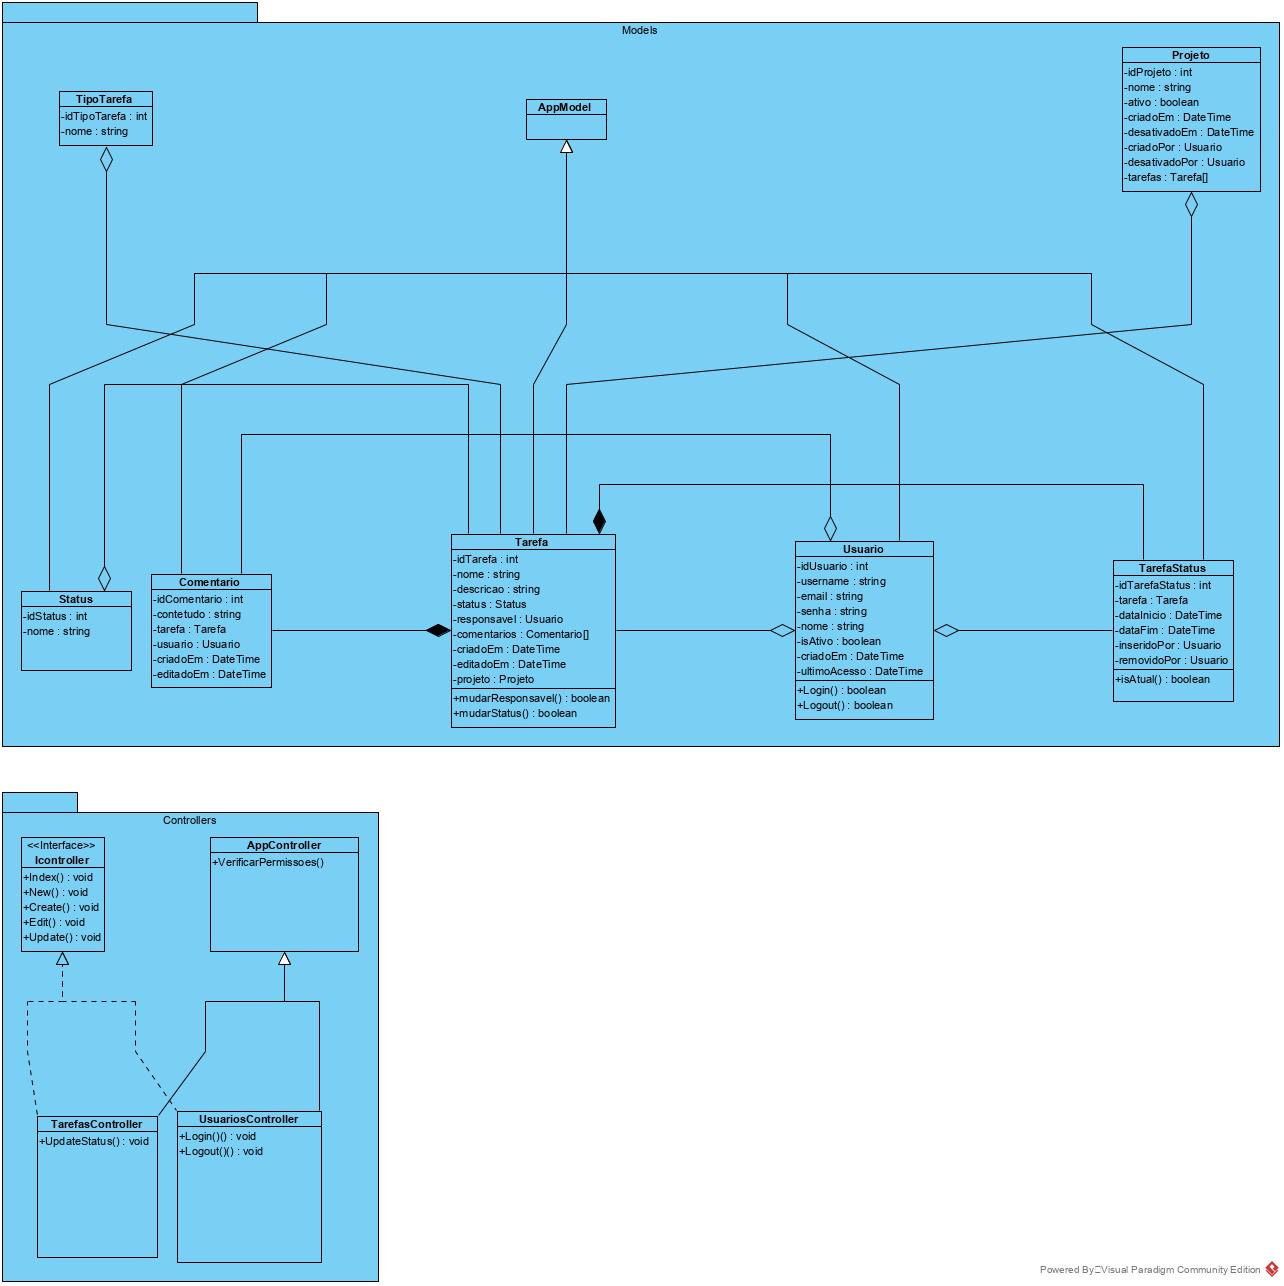 Models
TipoTarefa
-idTipoTarefa : int
-nome : string
AppModel
Projeto
-idProjeto : int
-nome : string
-ativo : boolean
-criadoEm : DateTime
-desativadoEm : DateTime
-criadoPor : Usuario
-desativadoPor : Usuario
-tarefas : Tarefa[]
Status
-idStatus : int
-nome : string
Comentario
-idComentario : int
-contetudo : string
-tarefa : Tarefa
-usuario : Usuario
-criadoEm : DateTime
-editadoEm : DateTime
Tarefa
-idTarefa : int
-nome : string
-descricao : string
-status : Status
-responsavel : Usuario
-comentarios : Comentario[]
-criadoEm : DateTime
-editadoEm : DateTime
-projeto : Projeto
+mudarResponsavel() : boolean
+mudarStatus() : boolean
Usuario
-idUsuario : int
-username : string
-email : string
-senha : string
-nome : string
-isAtivo : boolean
-criadoEm : DateTime
-ultimoAcesso : DateTime
+Login() : boolean
+Logout() : boolean
TarefaStatus
-idTarefaStatus : int
-tarefa : Tarefa
-dataInicio : DateTime
-dataFim : DateTime
-inseridoPor : Usuario
-removidoPor : Usuario
+isAtual() : boolean
Controllers
<<Interface>>
Icontroller
+Index() : void
+New() : void
+Create() : void
+Edit() : void
+Update() : void
AppController
+VerificarPermissoes()
TarefasController
+UpdateStatus() : void
UsuariosController
+Login()() : void
+Logout()() : void
Powered By Visual Paradigm Community Edition